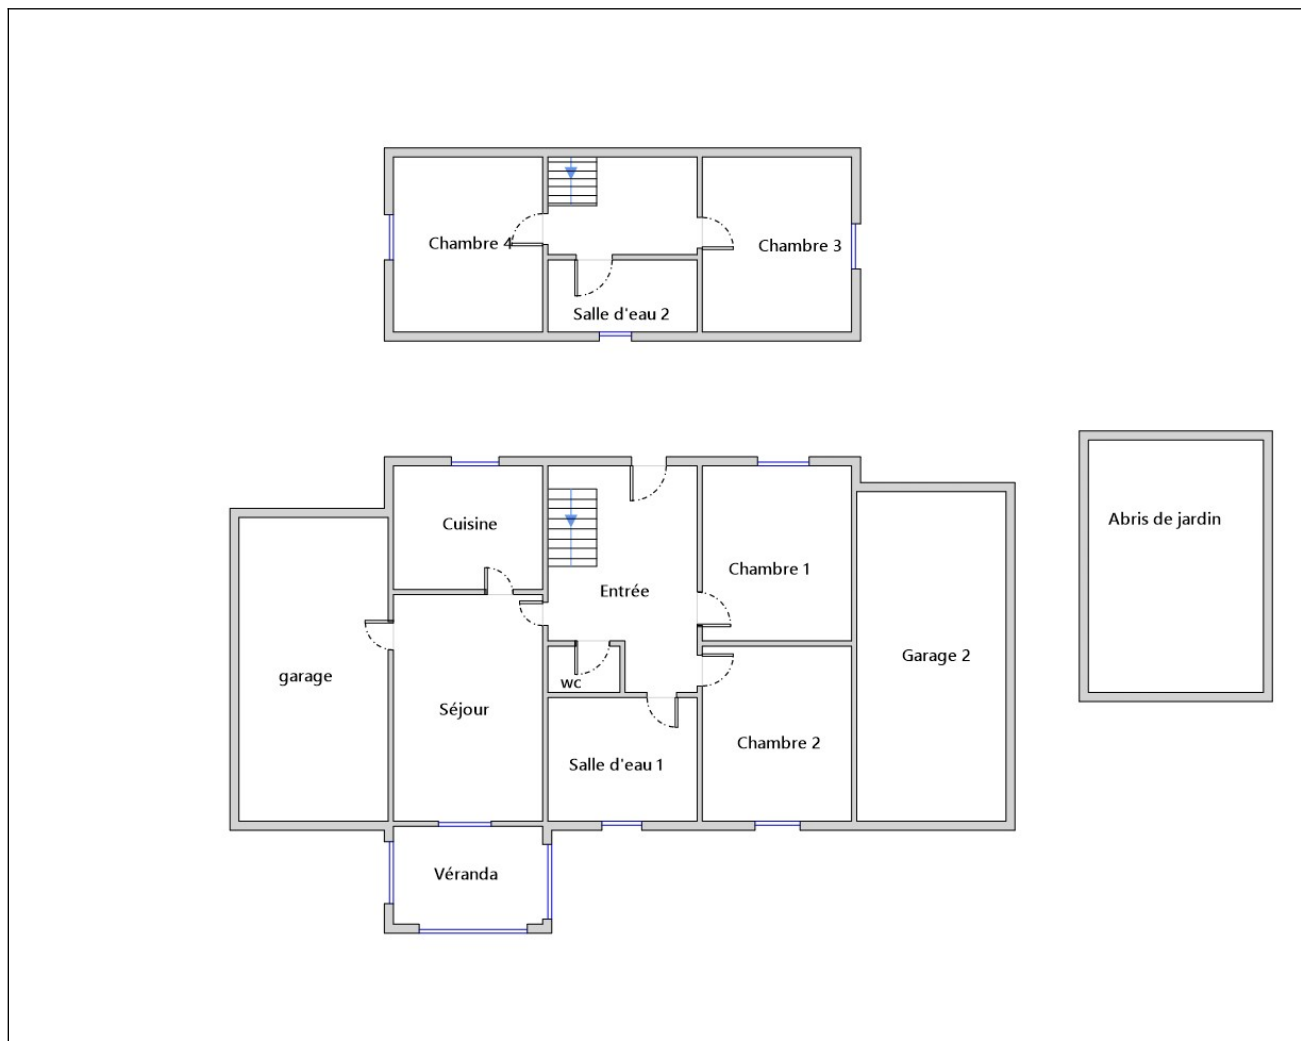 Chambre 4
Chambre 3
Salle d'eau 2
Cuisine
Abris de jardin
Chambre 1
Entrée
Garage 2
garage
wc
Séjour
Chambre 2
Salle d'eau 1
Véranda